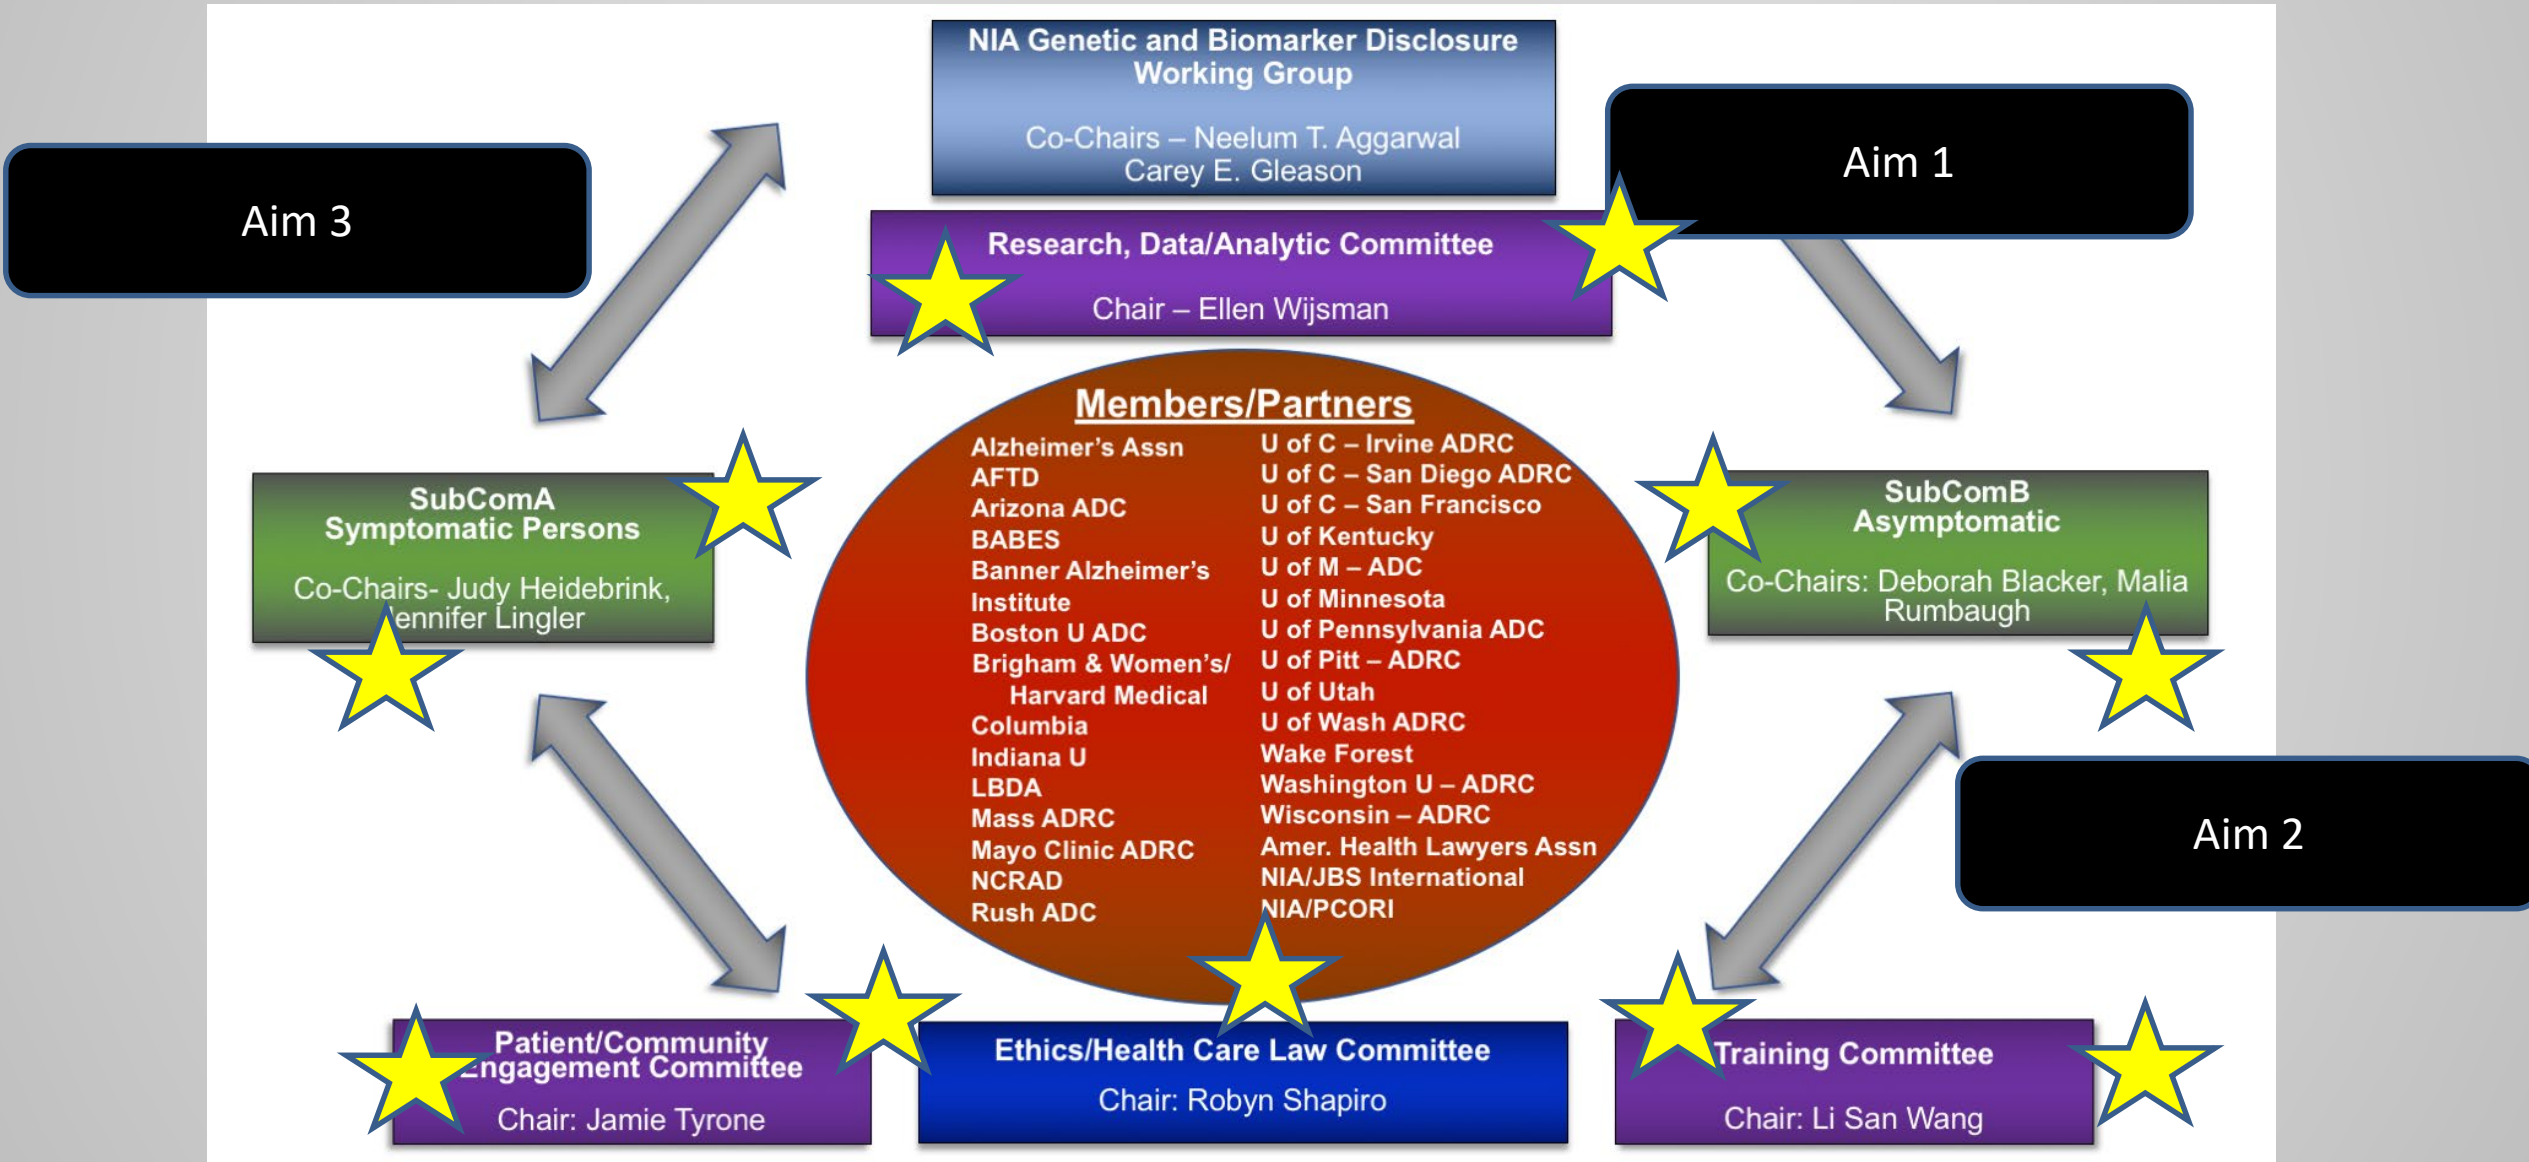 NIA Genetic and Biomarker Disclosure
Working Group
Co-Chairs – Neelum T. Aggarwal
Carey E. Gleason
Aim 1
Aim 3
Research, Data/Analytic Committee
Chair – Ellen Wijsman
Members/Partners
Alzheimer's Assn
AFTD
Arizona ADC
BABES
Banner Alzheimer's
Institute
Boston U ADC
Brigham & Women's/
Harvard Medical
Columbia
Indiana U
LBDA
Mass ADRC
Mayo Clinic ADRC
NCRAD
Rush ADC
U of C – Irvine ADRC
U of C – San Diego ADRC
U of C – San Francisco
U of Kentucky
U of M – ADC
U of Minnesota
U of Pennsylvania ADC
U of Pitt – ADRC
U of Utah
U of Wash ADRC
Wake Forest
Washington U – ADRC
Wisconsin – ADRC
Amer. Health Lawyers Assn
NIA/JBS International
NIA/PCORI
SubComA
Symptomatic Persons
Co-Chairs- Judy Heidebrink,
Jennifer Lingler
SubComB
Asymptomatic
Co-Chairs: Deborah Blacker, Malia
Rumbaugh
Aim 2
Patient/Community
Engagement Committee
Chair: Jamie Tyrone
Ethics/Health Care Law Committee
Chair: Robyn Shapiro
Training Committee
Chair: Li San Wang